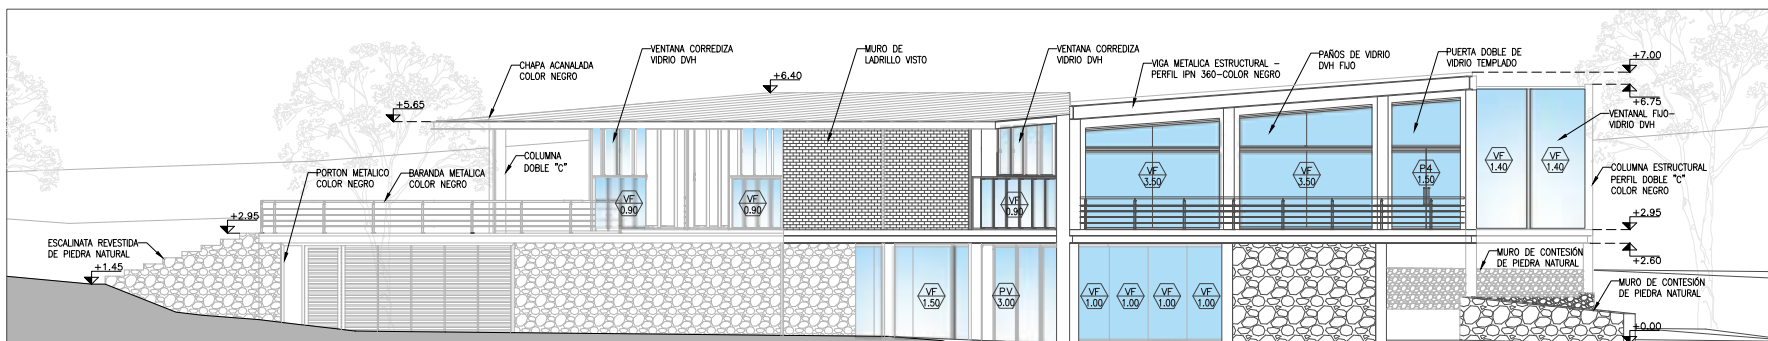 VENTANA CORREDIZA
VIDRIO DVH
MURO DE
LADRILLO VISTO
VENTANA CORREDIZA
VIDRIO DVH
PAÑOS DE VIDRIO
DVH FIJO
PUERTA DOBLE DE
VIDRIO TEMPLADO
+7.00
CHAPA ACANALADA
COLOR NEGRO
VIGA METALICA ESTRUCTURAL -
PERFIL IPN 360-COLOR NEGRO
+6.40
+5.65
+6.75
VENTANAL FIJO-
VIDRIO DVH
COLUMNA
DOBLE "C"
PORTON METALICO
COLOR NEGRO
BARANDA METALICA
COLOR NEGRO
VF
3.50
VF
3.50
P4
1.50
VF
1.40
VF
1.40
COLUMNA ESTRUCTURAL
PERFIL DOBLE "C"
COLOR NEGRO
VF
0.90
VF
0.90
VF
0.90
+2.95
+2.95
ESCALINATA REVESTIDA
DE PIEDRA NATURAL
+1.45
MURO DE CONTESIÓN
DE PIEDRA NATURAL
+2.60
MURO DE CONTESIÓN
DE PIEDRA NATURAL
VF
1.50
PV
3.00
VF
1.00
VF
1.00
VF
1.00
VF
1.00
+0.00